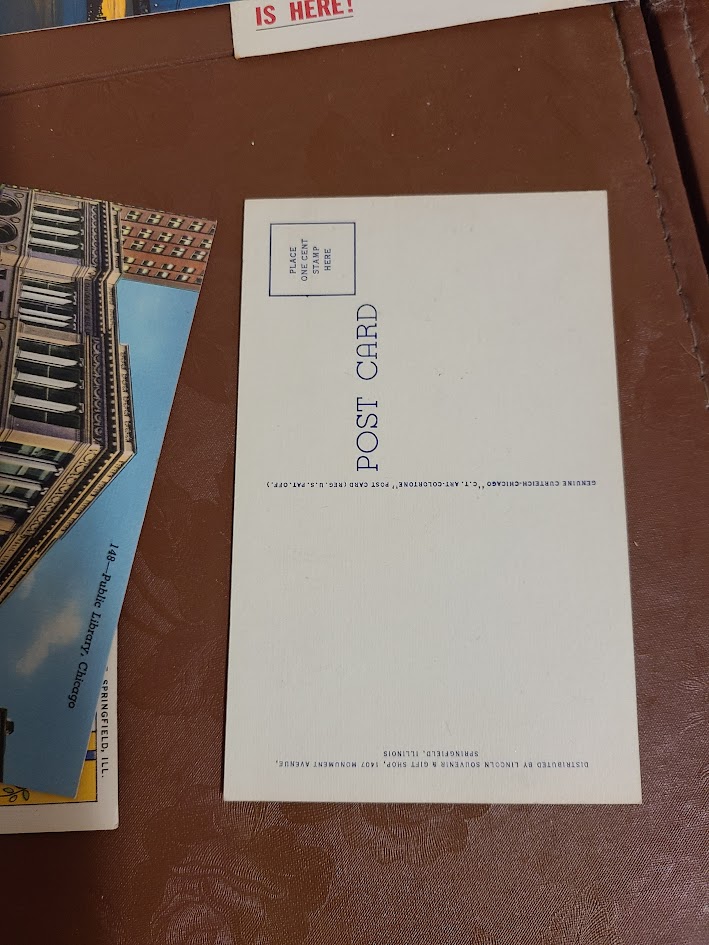 IS HERE!
PLACE
ONE CENT
STAMP
HERE
POST CARD
GENUINE CURTEICH-CHICAGO "C.T. ART-COLORTONE" POST CARD (REG. U.S. PAT. OFF.)
DISTRIBUTED BY LINCOLN SOUVENIR & GIFT SHOP, 1407 MONUMENT AVENUE,
SPRINGFIELD, ILLINOIS
148—Public Library, Chicago
SPRINGFIELD, ILL.